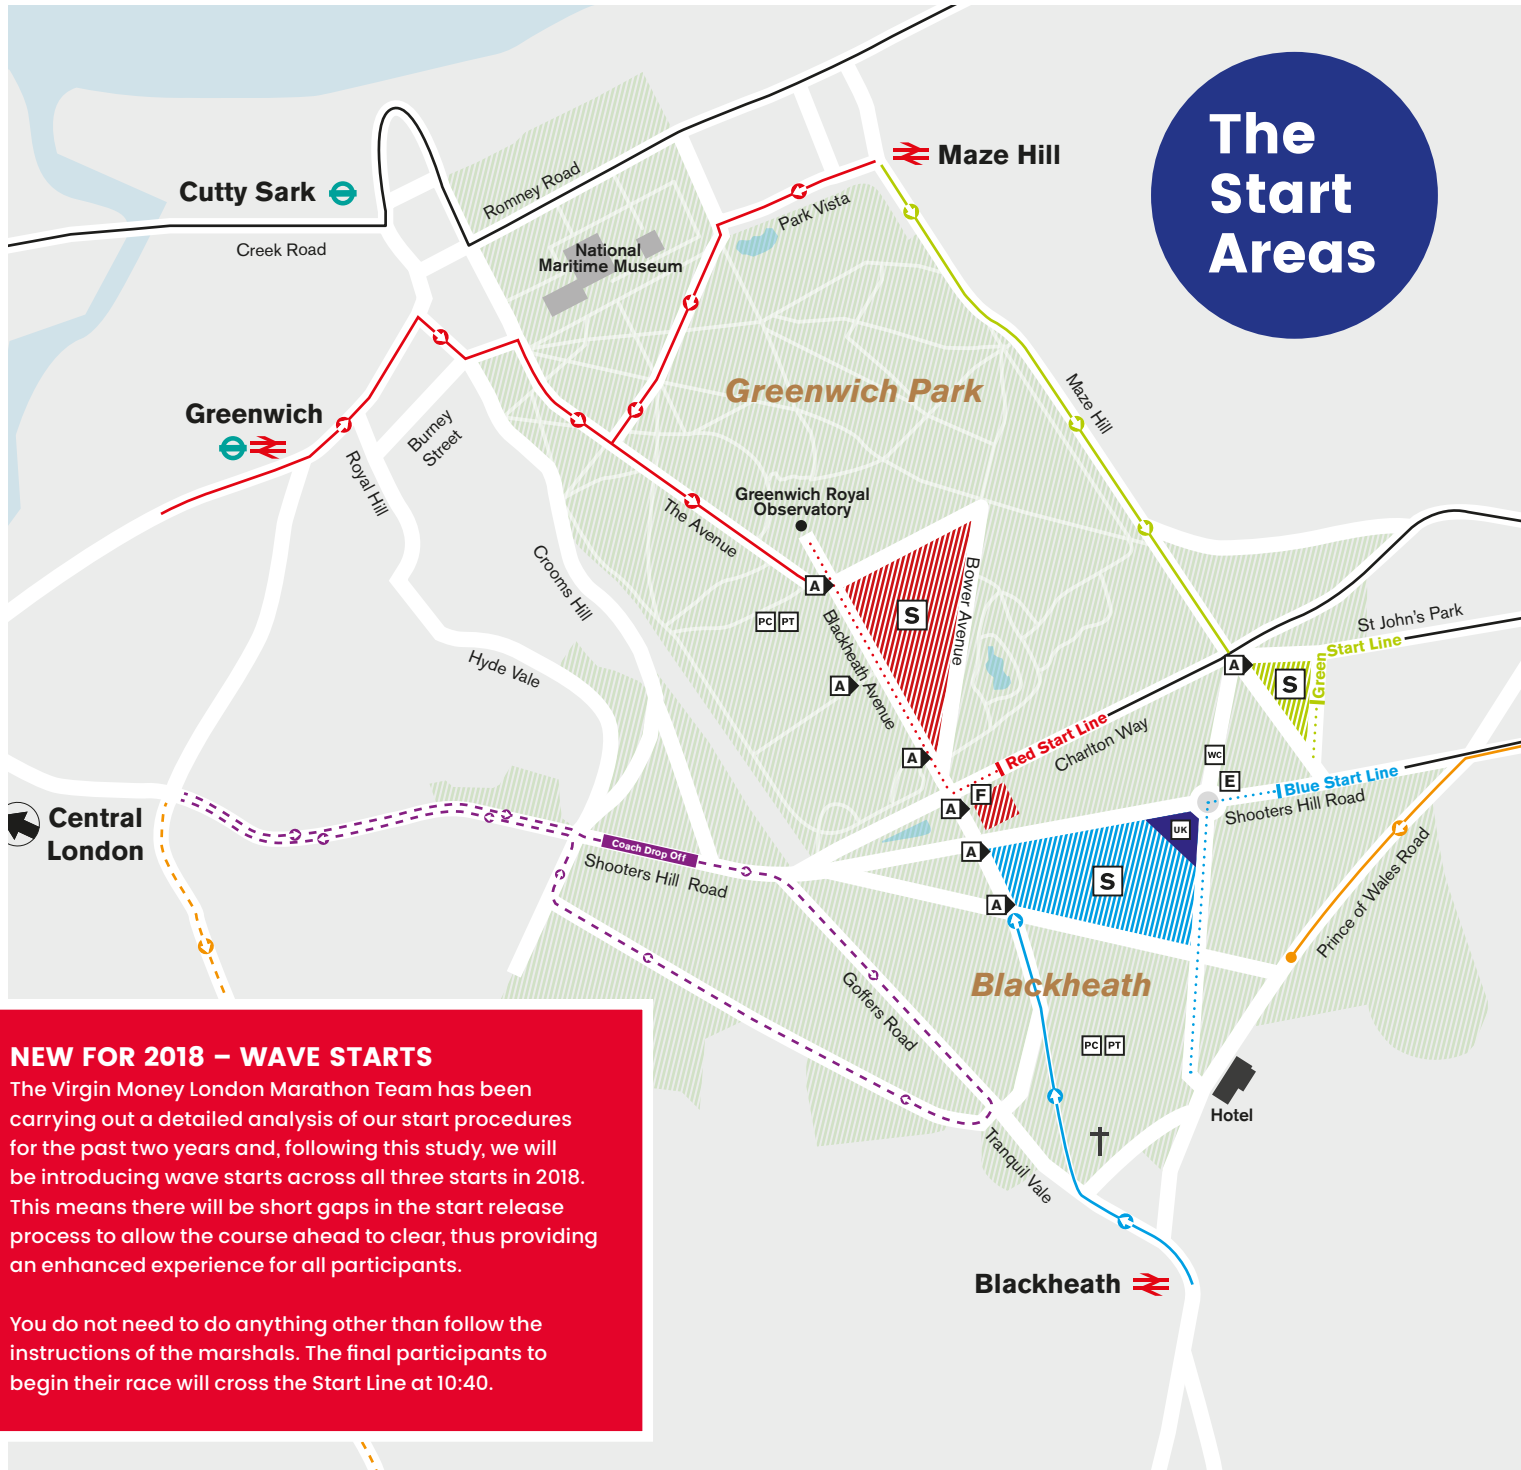 The
Start
Areas
Maze Hill
Cutty Sark
Romney Road
Park Vista
Creek Road
National
Maritime Museum
Greenwich Park
Maze Hill
Greenwich
Burney
Street
Royal Hill
Greenwich Royal
Observatory
The Avenue
Crooms Hill
Bower Avenue
A
S
PC PT
Blackheath Avenue
St John's Park
Green Start Line
Hyde Vale
A
S
A
Red Start Line
Charlton Way
A
WC
E
Blue Start Line
Shooters Hill Road
F
A
Central
London
UK
Coach Drop Off
Shooters Hill Road
A
S
Prince of Wales Road
A
Blackheath
Goffers Road
PC PT
Hotel
Tranquil Vale
Blackheath
NEW FOR 2018 – WAVE STARTS
The Virgin Money London Marathon Team has been
carrying out a detailed analysis of our start procedures
for the past two years and, following this study, we will
be introducing wave starts across all three starts in 2018.
This means there will be short gaps in the start release
process to allow the course ahead to clear, thus providing
an enhanced experience for all participants.
You do not need to do anything other than follow the
instructions of the marshals. The final participants to
begin their race will cross the Start Line at 10:40.